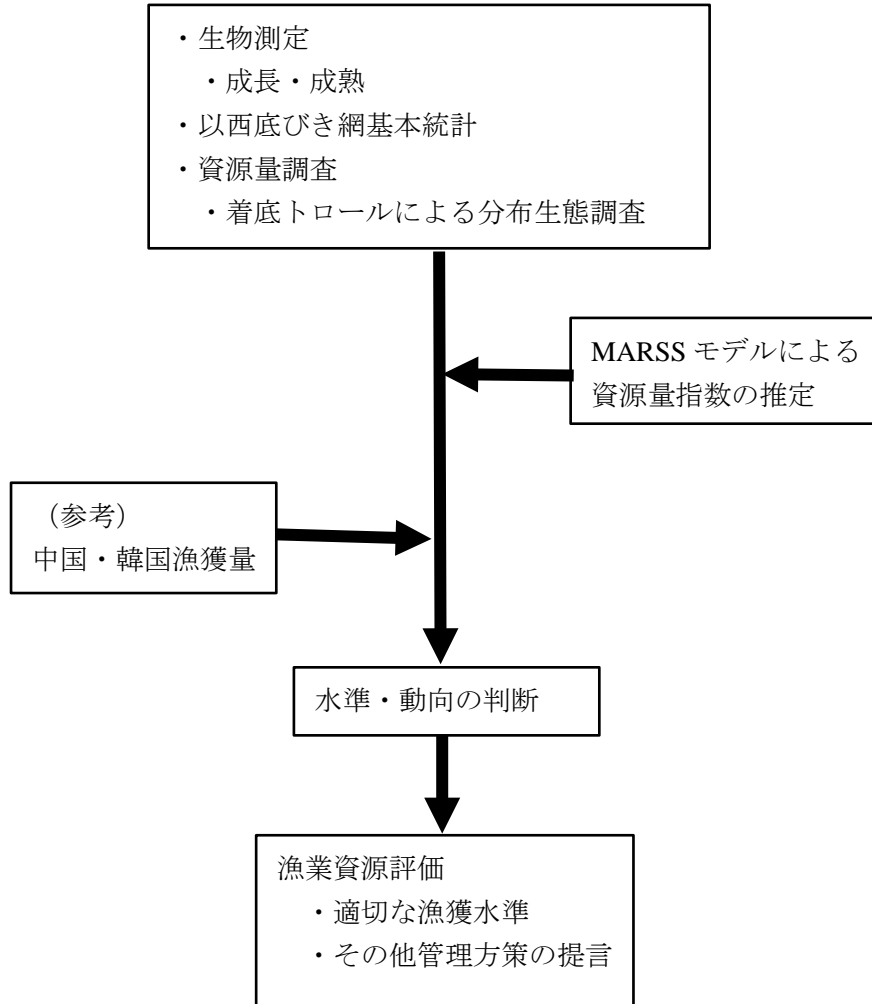 ・生物測定
・成長・成熟
・以西底びき網基本統計
・資源量調査
・着底トロールによる分布生態調査
MARSS モデルによる
資源量指数の推定
（参考）
中国・韓国漁獲量
水準・動向の判断
漁業資源評価
・適切な漁獲水準
・その他管理方策の提言